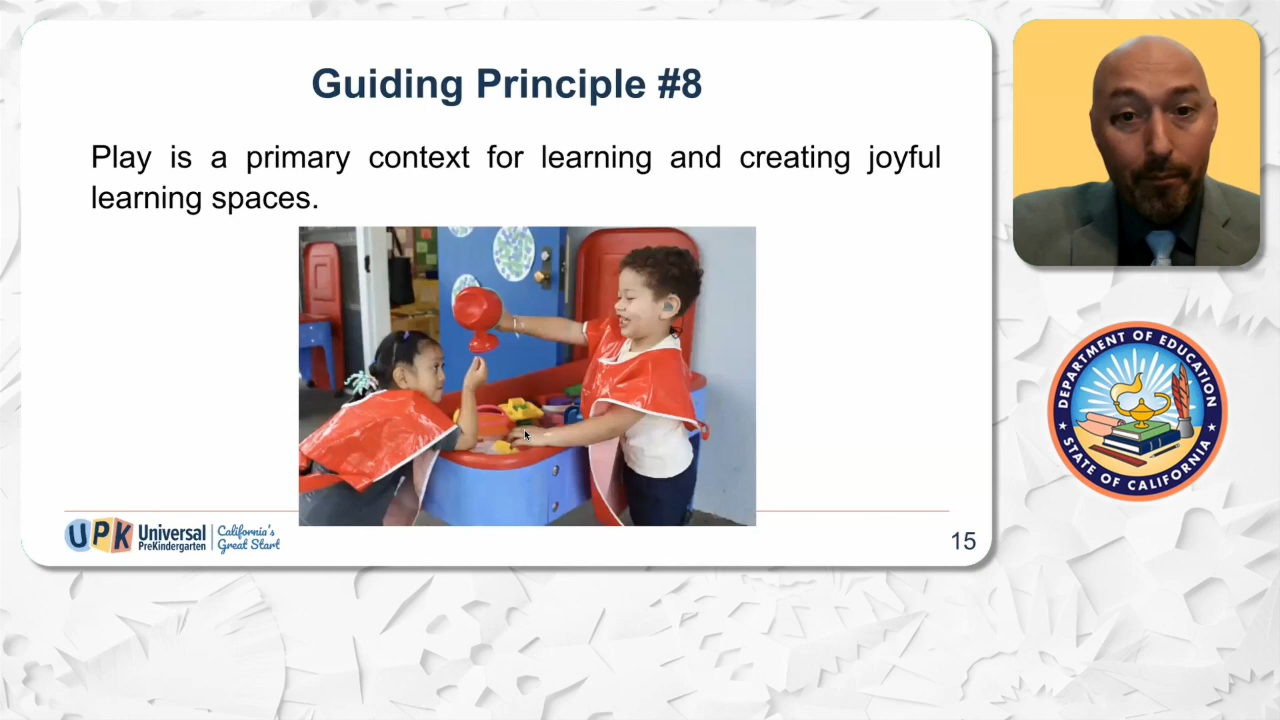 Guiding Principle #8
Play is a primary context for learning and creating joyful
learning spaces.
UPK Universal PreKindergarten California's Great Start
15
DEPARTMENT OF EDUCATION
STATE OF CALIFORNIA